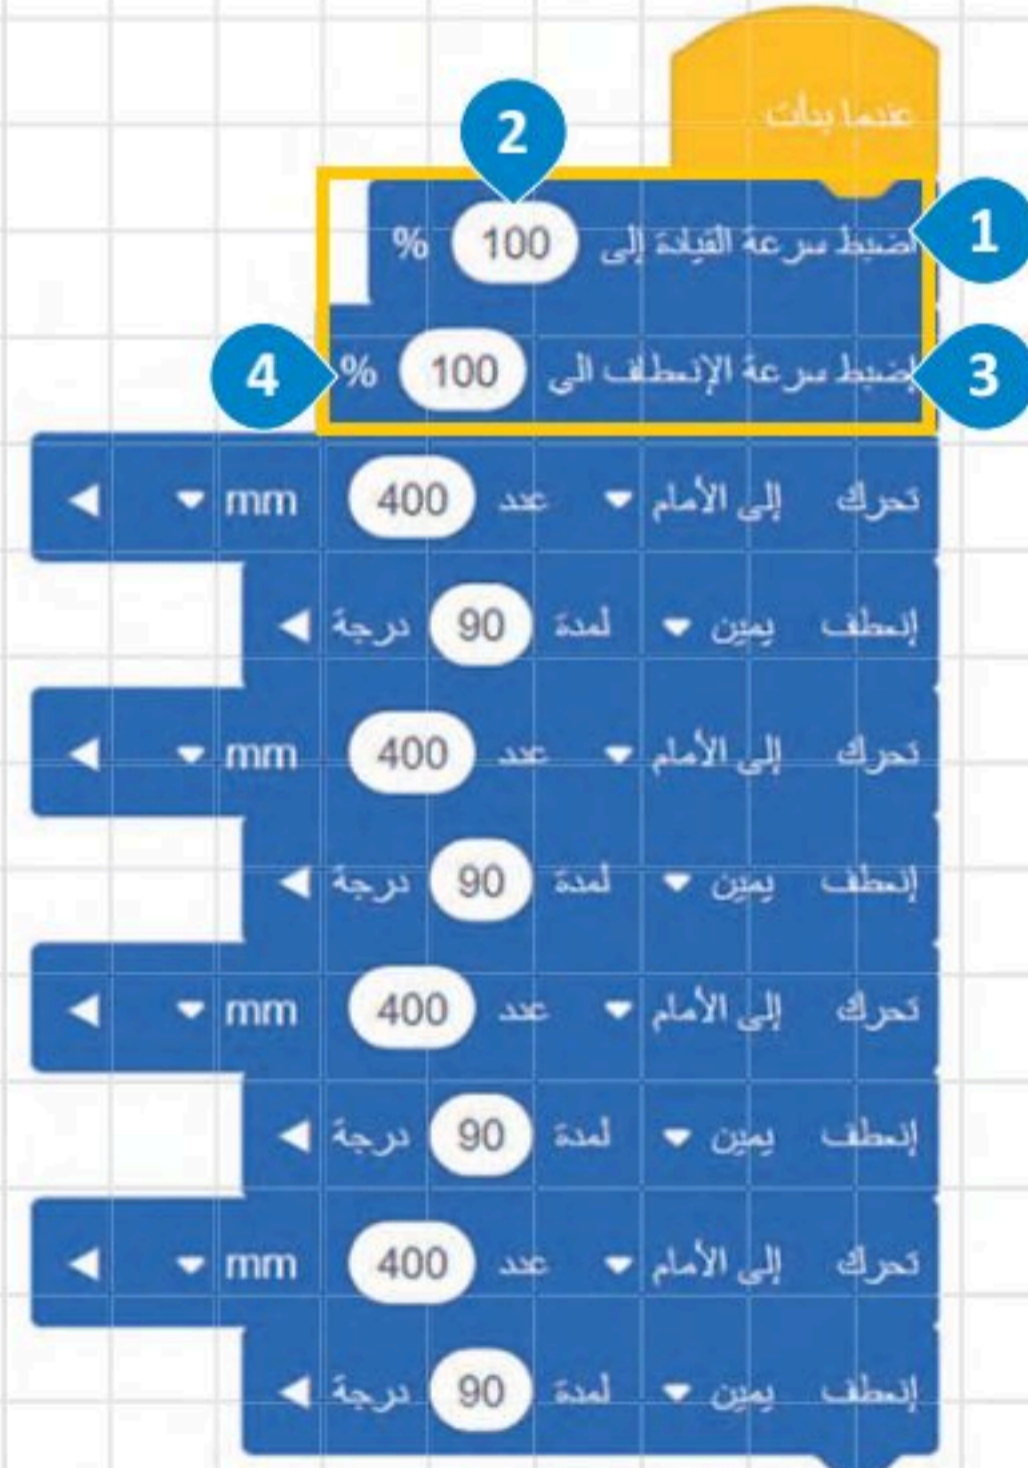 عندما بدأت
2
اضبط سرعة القيادة إلى 100 %
1
إضبط سرعة الإنعطاف الى 100 %
3
4
تحرك إلى الأمام عدد 400 mm
إنعطف يمين لمدة 90 درجة
تحرك إلى الأمام عدد 400 mm
إنعطف يمين لمدة 90 درجة
تحرك إلى الأمام عدد 400 mm
إنعطف يمين لمدة 90 درجة
تحرك إلى الأمام عدد 400 mm
إنعطف يمين لمدة 90 درجة